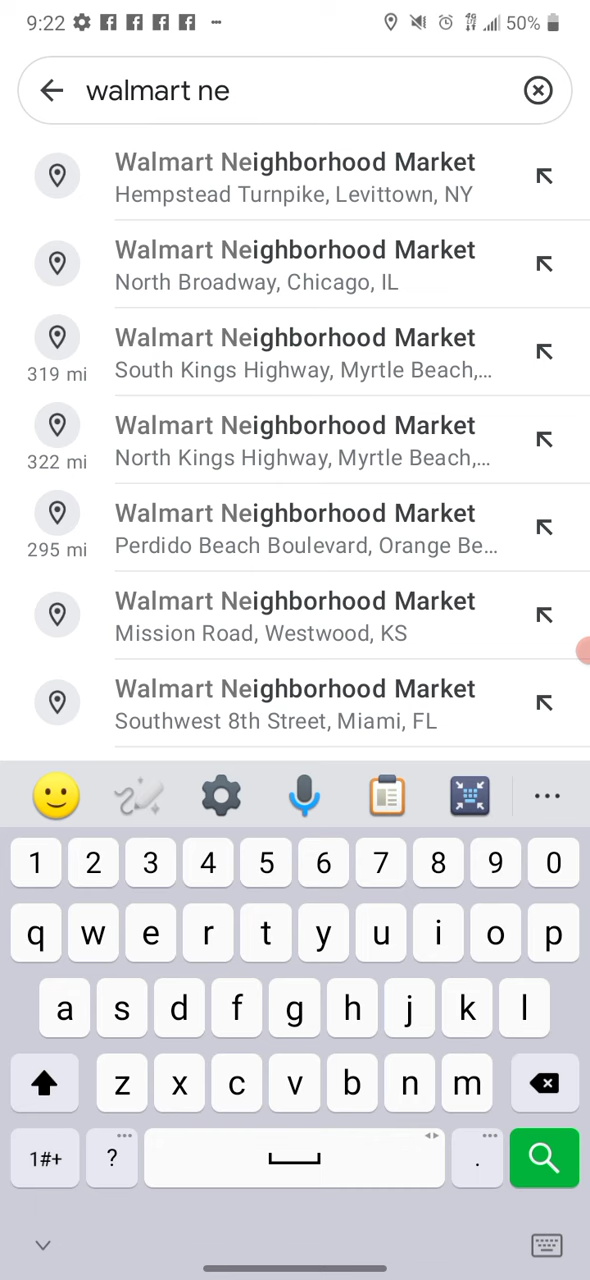 9:22
50%
walmart ne
Walmart Neighborhood Market
Hempstead Turnpike, Levittown, NY
Walmart Neighborhood Market
North Broadway, Chicago, IL
Walmart Neighborhood Market
319 mi South Kings Highway, Myrtle Beach,...
Walmart Neighborhood Market
322 mi North Kings Highway, Myrtle Beach,...
Walmart Neighborhood Market
295 mi Perdido Beach Boulevard, Orange Be...
Walmart Neighborhood Market
Mission Road, Westwood, KS
Walmart Neighborhood Market
Southwest 8th Street, Miami, FL
1 2 3 4 5 6 7 8 9 0
q w e r t y u i o p
a s d f g h j k l
z x c v b n m
1#+ ? .